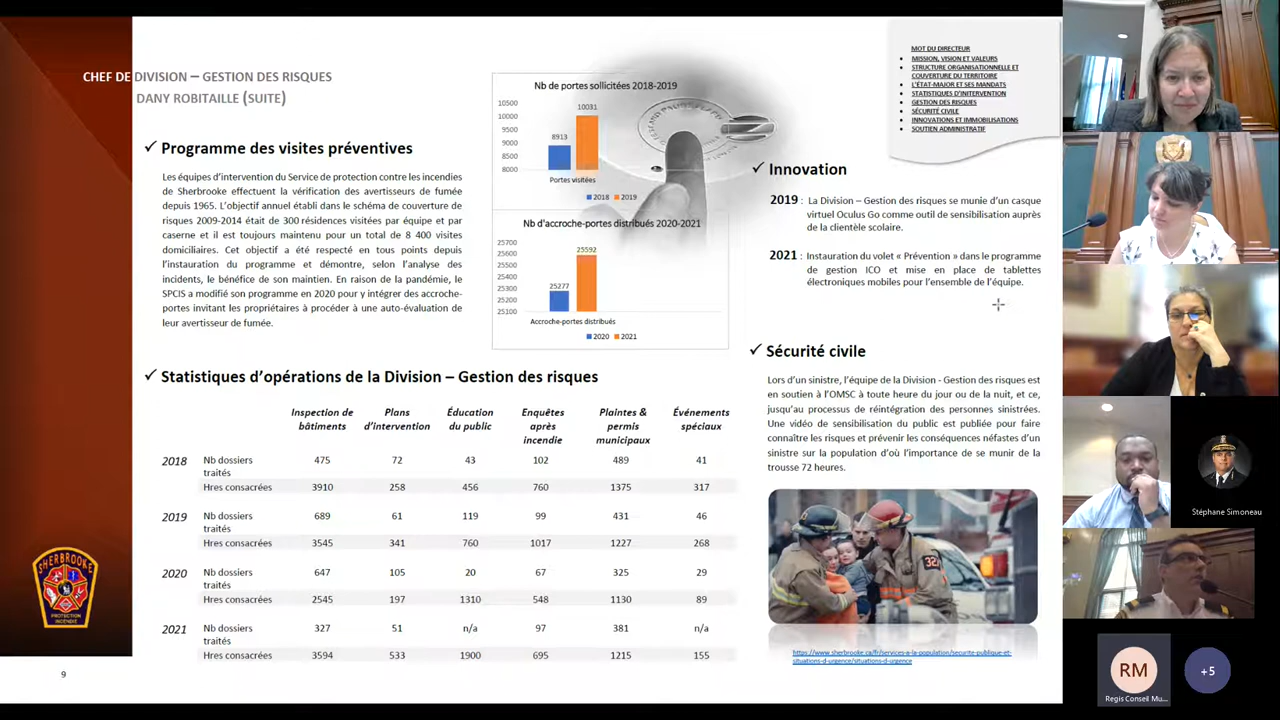 CHEF DE DIVISION – GESTION DES RISQUES
DANY ROBITAILLE (SUITE)
✓ Programme des visites préventives
Les équipes d'intervention du Service de protection contre les incendies
de Sherbrooke effectuent la vérification des avertisseurs de fumée
depuis 1965. L'objectif annuel établi dans le schéma de couverture de
risques 2009-2014 était de 300 résidences visitées par équipe et par
caserne et il est toujours maintenu pour un total de 8 400 visites
domiciliaires. Cet objectif a été respecté en tous points depuis
l'instauration du programme et démontre, selon l'analyse des
incidents, le bénéfice de son maintien. En raison de la pandémie, le
SPCIS a modifié son programme en 2020 pour y intégrer des accroche-
portes invitant les propriétaires à procéder à une auto-évaluation de
leur avertisseur de fumée.
Nb de portes sollicitées 2018-2019
10500
10000
9500
9000
8500
8000
8913
10031
Portes visitées
2018 2019
Nb d'accroche-portes distribués 2020-2021
25700
25600
25500
25400
25300
25200
25100
25277
25592
Accroche-portes distribués
2020 2021
MOT DU DIRECTEUR
• MISSION, VISION ET VALEURS
• STRUCTURE ORGANISATIONNELLE ET
COUVERTURE DU TERRITOIRE
• L'ÉTAT-MAJOR ET SES MANDATS
• STATISTIQUES D'INTERVENTION
• GESTION DES RISQUES
• SÉCURITÉ CIVILE
• INNOVATIONS ET IMMOBILISATIONS
• SOUTIEN ADMINISTRATIF
✓ Innovation
2019 : La Division – Gestion des risques se munie d'un casque
virtuel Oculus Go comme outil de sensibilisation auprès
de la clientèle scolaire.
2021 : Instauration du volet « Prévention » dans le programme
de gestion ICO et mise en place de tablettes
électroniques mobiles pour l'ensemble de l'équipe.
✓ Sécurité civile
Lors d'un sinistre, l'équipe de la Division - Gestion des risques est
en soutien à l'OMSC à toute heure du jour ou de la nuit, et ce,
jusqu'au processus de réintégration des personnes sinistrées.
Une vidéo de sensibilisation du public est publiée pour faire
connaître les risques et prévenir les conséquences néfastes d'un
sinistre sur la population d'où l'importance de se munir de la
trousse 72 heures.
32
https://www.sherbrooke.ca/fr/services-a-la-population/securite-publique-et-
situations-d-urgence/situations-d-urgence
✓ Statistiques d'opérations de la Division – Gestion des risques
Inspection de bâtiments Plans d'intervention Éducation du public Enquêtes après incendie Plaintes & permis municipaux Événements spéciaux
2018 Nb dossiers traités 475 72 43 102 489 41
Hres consacrées 3910 258 456 760 1375 317
2019 Nb dossiers traités 689 61 119 99 431 46
Hres consacrées 3545 341 760 1017 1227 268
2020 Nb dossiers traités 647 105 20 67 325 29
Hres consacrées 2545 197 1310 548 1130 89
2021 Nb dossiers traités 327 51 n/a 97 381 n/a
Hres consacrées 3594 533 1900 695 1215 155
SHERBROOKE
PROTECTION
INCENDIE
9
Stéphane Simoneau
RM
Regis Conseil Mu...
+5